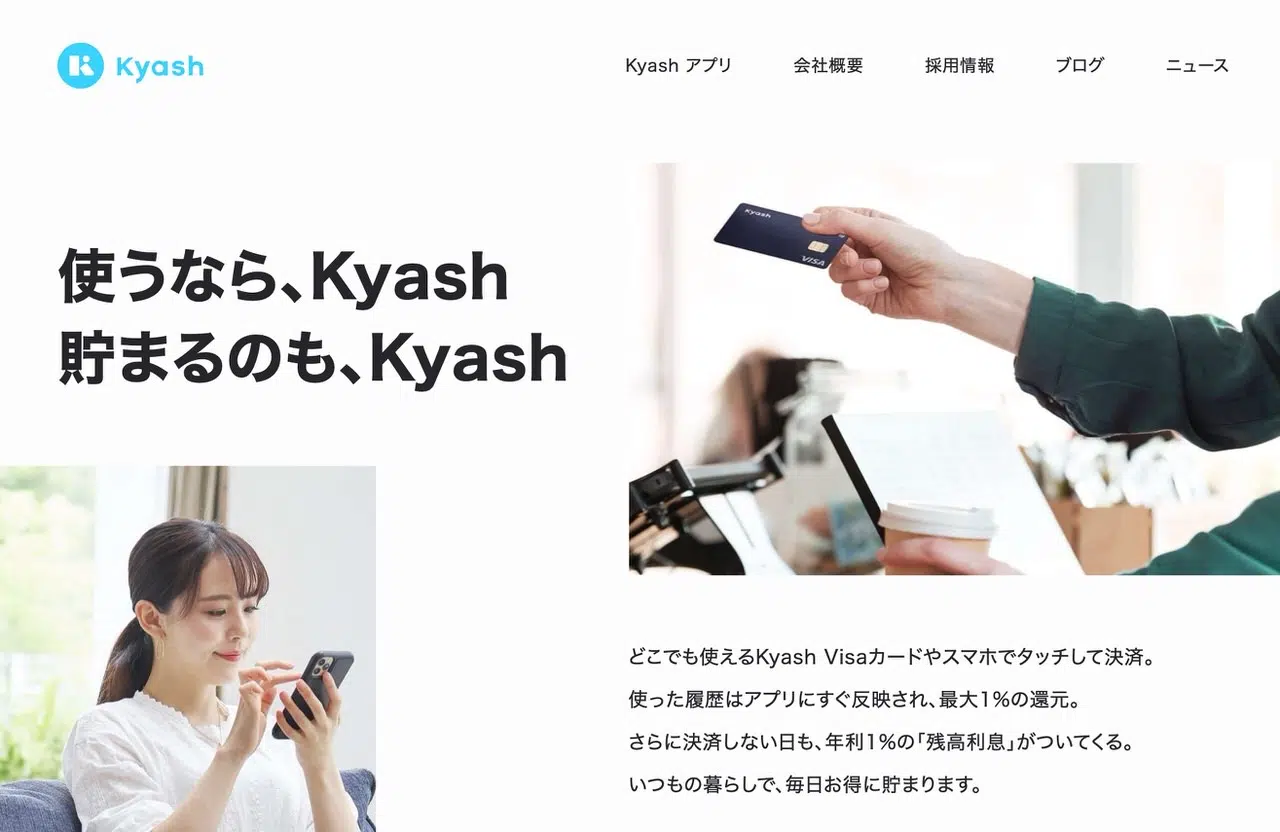 Kyash
Kyash アプリ
会社概要
採用情報
ブログ
ニュース
使うなら、Kyash
貯まるのも、Kyash
Kyash
VISA
どこでも使えるKyash Visaカードやスマホでタッチして決済。
使った履歴はアプリにすぐ反映され、最大1%の還元。
さらに決済しない日も、年利1%の「残高利息」がついてくる。
いつもの暮らしで、毎日お得に貯まります。